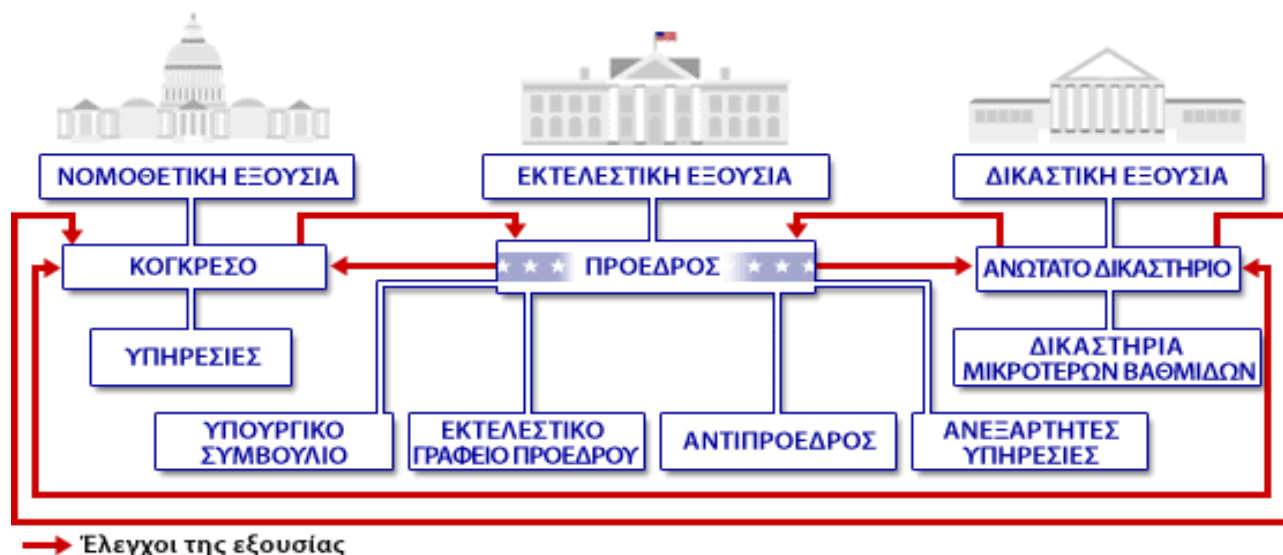 ΝΟΜΟΘΕΤΙΚΗ ΕΞΟΥΣΙΑ
ΕΚΤΕΛΕΣΤΙΚΗ ΕΞΟΥΣΙΑ
ΔΙΚΑΣΤΙΚΗ ΕΞΟΥΣΙΑ
ΚΟΓΚΡΕΣΟ
ΠΡΟΕΔΡΟΣ
ΑΝΩΤΑΤΟ ΔΙΚΑΣΤΗΡΙΟ
ΥΠΗΡΕΣΙΕΣ
ΔΙΚΑΣΤΗΡΙΑ
ΜΙΚΡΟΤΕΡΩΝ ΒΑΘΜΙΔΩΝ
ΥΠΟΥΡΓΙΚΟ
ΣΥΜΒΟΥΛΙΟ
ΕΚΤΕΛΕΣΤΙΚΟ
ΓΡΑΦΕΙΟ ΠΡΟΕΔΡΟΥ
ΑΝΤΙΠΡΟΕΔΡΟΣ
ΑΝΕΞΑΡΤΗΤΕΣ
ΥΠΗΡΕΣΙΕΣ
Έλεγχοι της εξουσίας